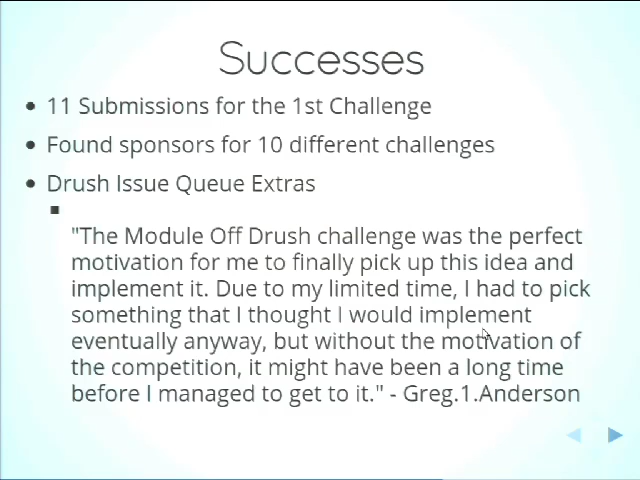 Successes
11 Submissions for the 1st Challenge
Found sponsors for 10 different challenges
Drush Issue Queue Extras
"The Module Off Drush challenge was the perfect
motivation for me to finally pick up this idea and
implement it. Due to my limited time, I had to pick
something that I thought I would implement
eventually anyway, but without the motivation of
the competition, it might have been a long time
before I managed to get to it." - Greg.1.Anderson